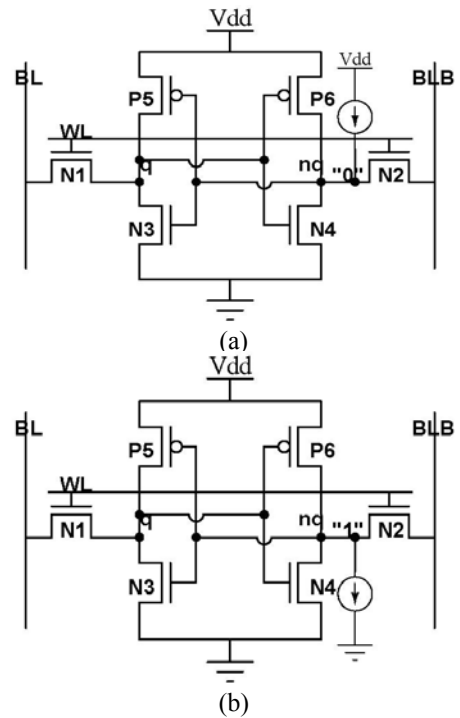 Vdd
BL
P5
P6
Vdd
BLB
WL
q
nq
"0"
N1
N2
N3
N4
(a)
Vdd
BL
P5
P6
BLB
WL
q
nq
"1"
N1
N2
N3
N4
(b)